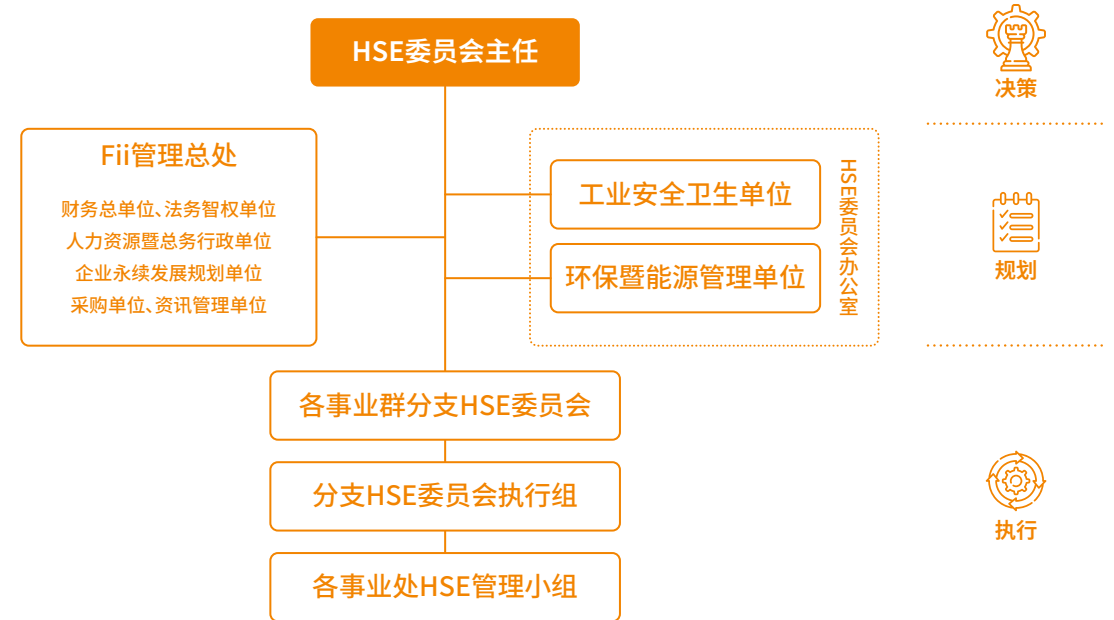 HSE委员会主任
决策
Fii管理总处
财务总单位、法务智权单位
人力资源暨总务行政单位
企业永续发展规划单位
采购单位、资讯管理单位
工业安全卫生单位
环保暨能源管理单位
HSE委员会办公室
规划
各事业群分支HSE委员会
分支HSE委员会执行组
各事业处HSE管理小组
执行